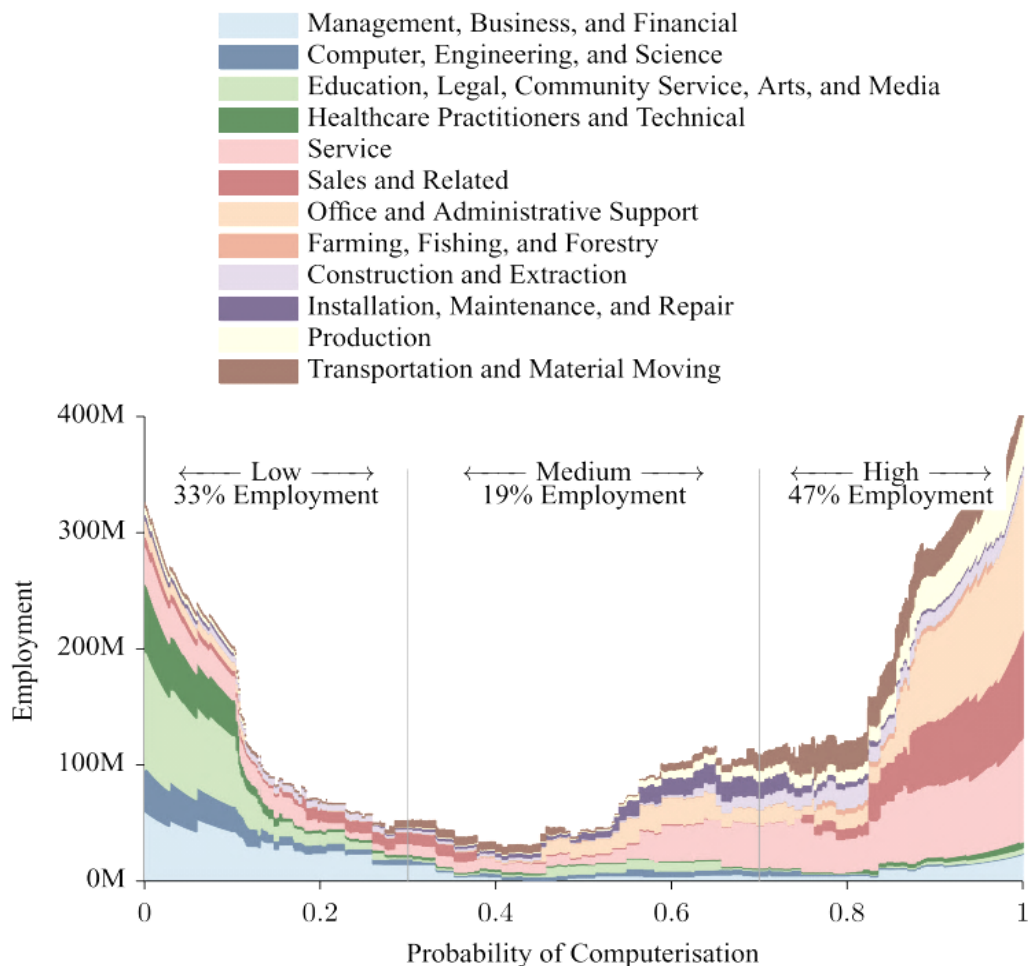 Management, Business, and Financial
Computer, Engineering, and Science
Education, Legal, Community Service, Arts, and Media
Healthcare Practitioners and Technical
Service
Sales and Related
Office and Administrative Support
Farming, Fishing, and Forestry
Construction and Extraction
Installation, Maintenance, and Repair
Production
Transportation and Material Moving
400M
Low
33% Employment
Medium
19% Employment
High
47% Employment
300M
200M
100M
0M
Employment
0
0.2
0.4
0.6
0.8
1
Probability of Computerisation